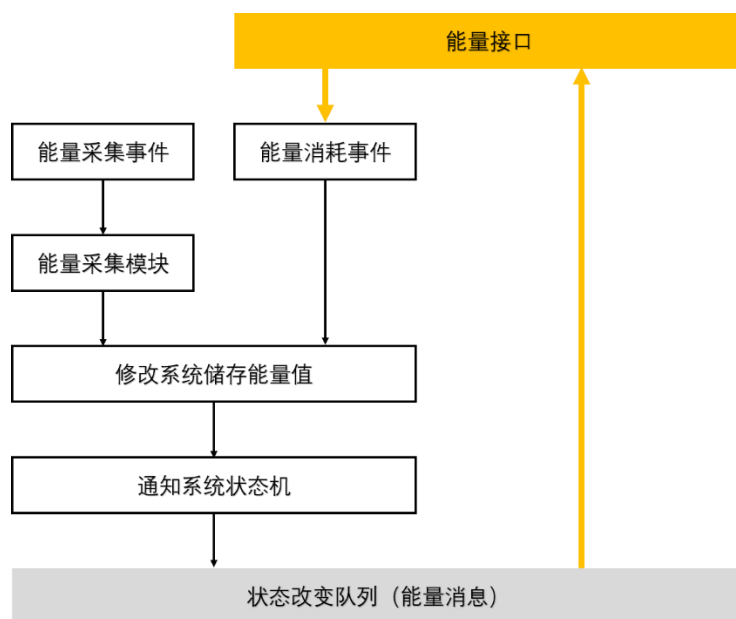 能量接口
能量采集事件
能量消耗事件
能量采集模块
修改系统储存能量值
通知系统状态机
状态改变队列（能量消息）